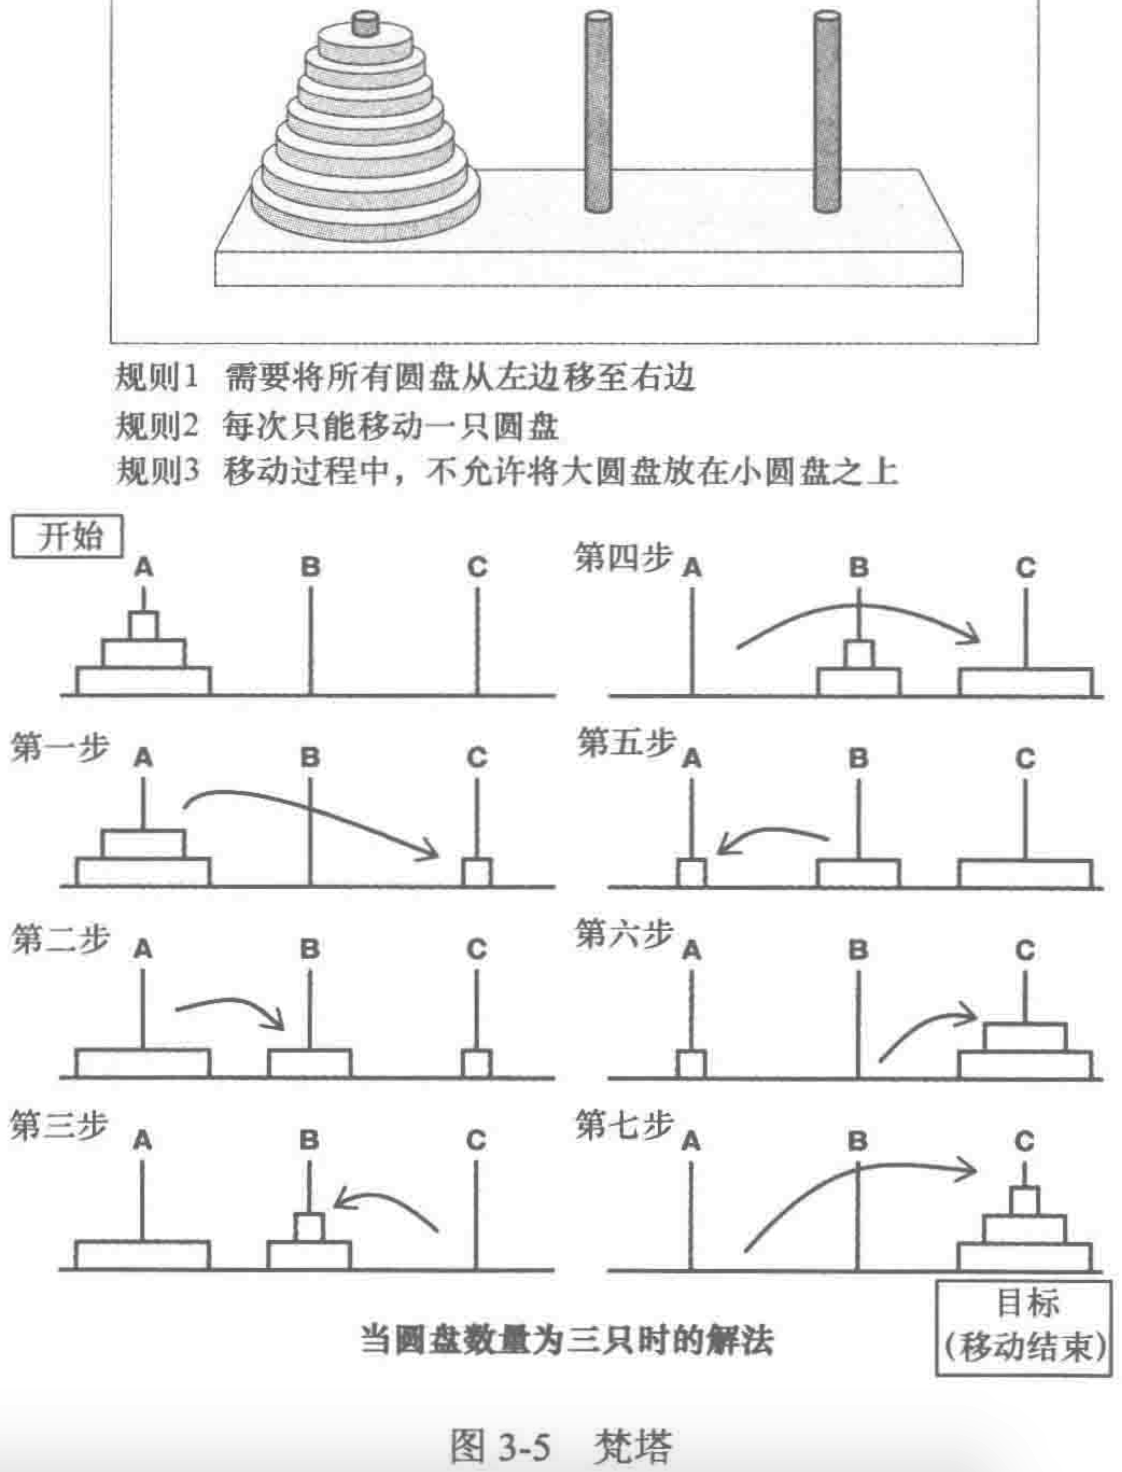 规则1 需要将所有圆盘从左边移至右边
规则2 每次只能移动一只圆盘
规则3 移动过程中，不允许将大圆盘放在小圆盘之上
开始
A B C
第一步 A B C
第二步 A B C
第三步 A B C
第四步 A B C
第五步 A B C
第六步 A B C
第七步 A B C
目标
(移动结束)
当圆盘数量为三只时的解法
图 3-5 梵塔